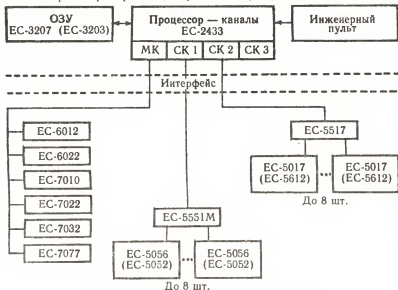 ОЗУ
ЕС-3207 (ЕС-3203)
Процессор — каналы
ЕС-2433
Инженерный
пульт
МК СК 1 СК 2 СК 3
Интерфейс
ЕС-6012
ЕС-6022
ЕС-7010
ЕС-7022
ЕС-7032
ЕС-7077
ЕС-5551М
ЕС-5056
(ЕС-5052)
...
ЕС-5056
(ЕС-5052)
До 8 шт.
ЕС-5517
ЕС-5017
(ЕС-5612)
...
ЕС-5017
(ЕС-5612)
До 8 шт.